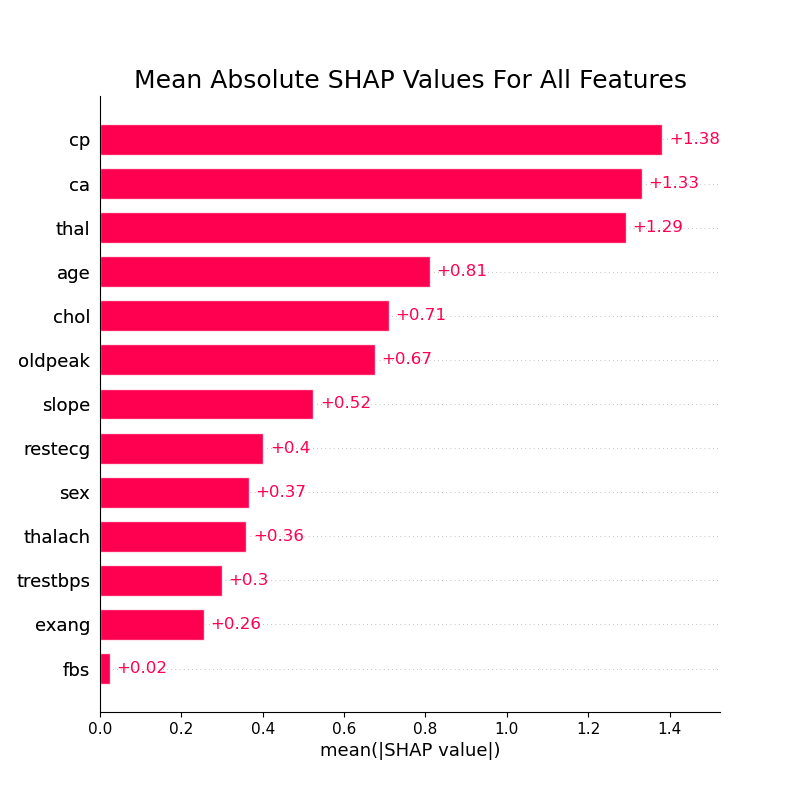 Mean Absolute SHAP Values For All Features
cp +1.38
ca +1.33
thal +1.29
age +0.81
chol +0.71
oldpeak +0.67
slope +0.52
restecg +0.4
sex +0.37
thalach +0.36
trestbps +0.3
exang +0.26
fbs +0.02
0.0 0.2 0.4 0.6 0.8 1.0 1.2 1.4
mean(|SHAP value|)